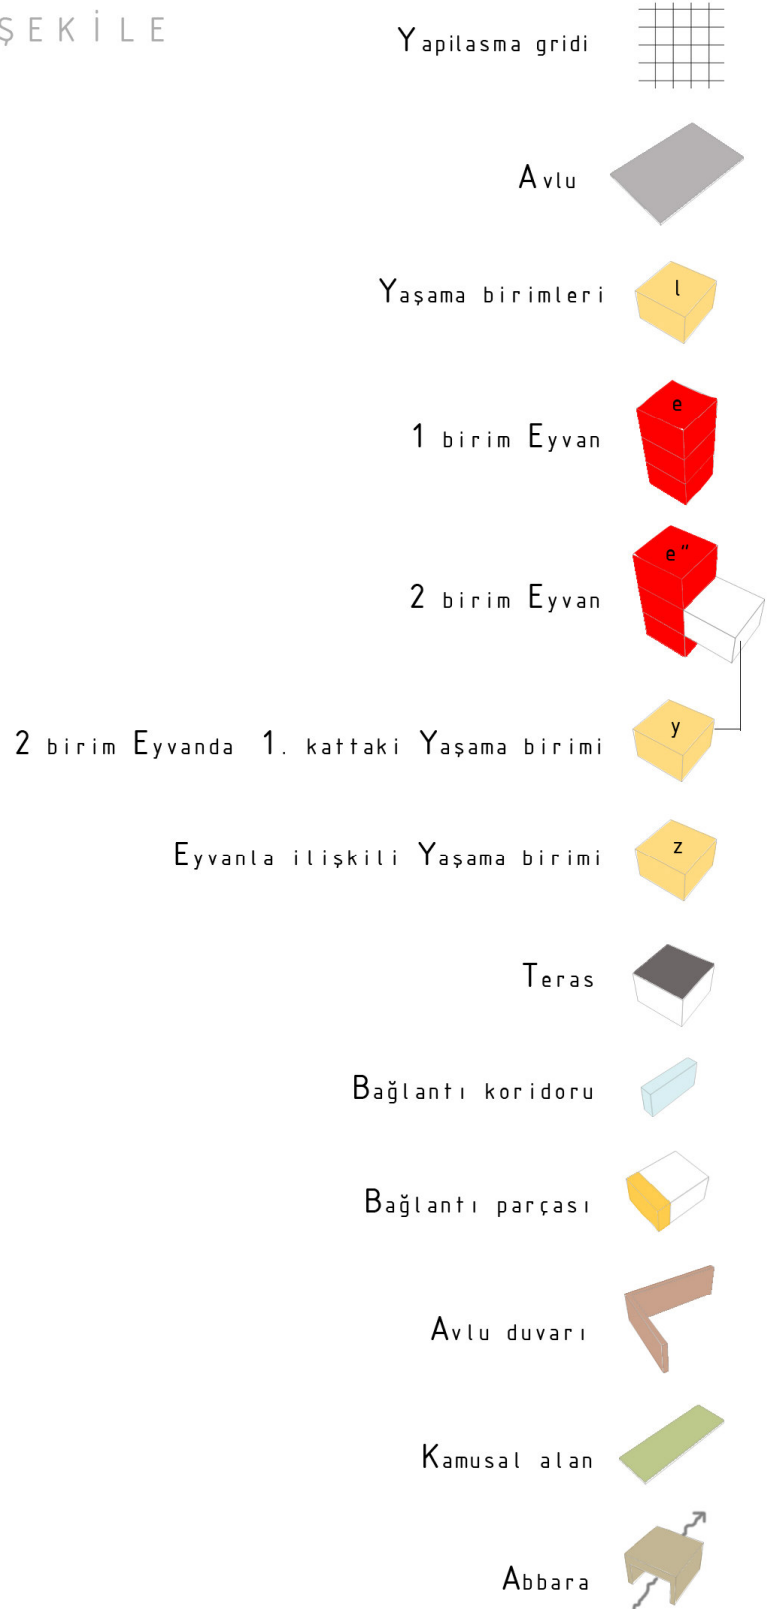 ŞEKİLE
Yapilasma gridi
Avlu
Yaşama birimleri
l
1 birim Eyvan
e
2 birim Eyvan
e"
2 birim Eyvanda 1. kattaki Yaşama birimi
y
Eyvanla ilişkili Yaşama birimi
z
Teras
Bağlantı koridoru
Bağlantı parçası
Avlu duvarı
Kamusal alan
Abbara